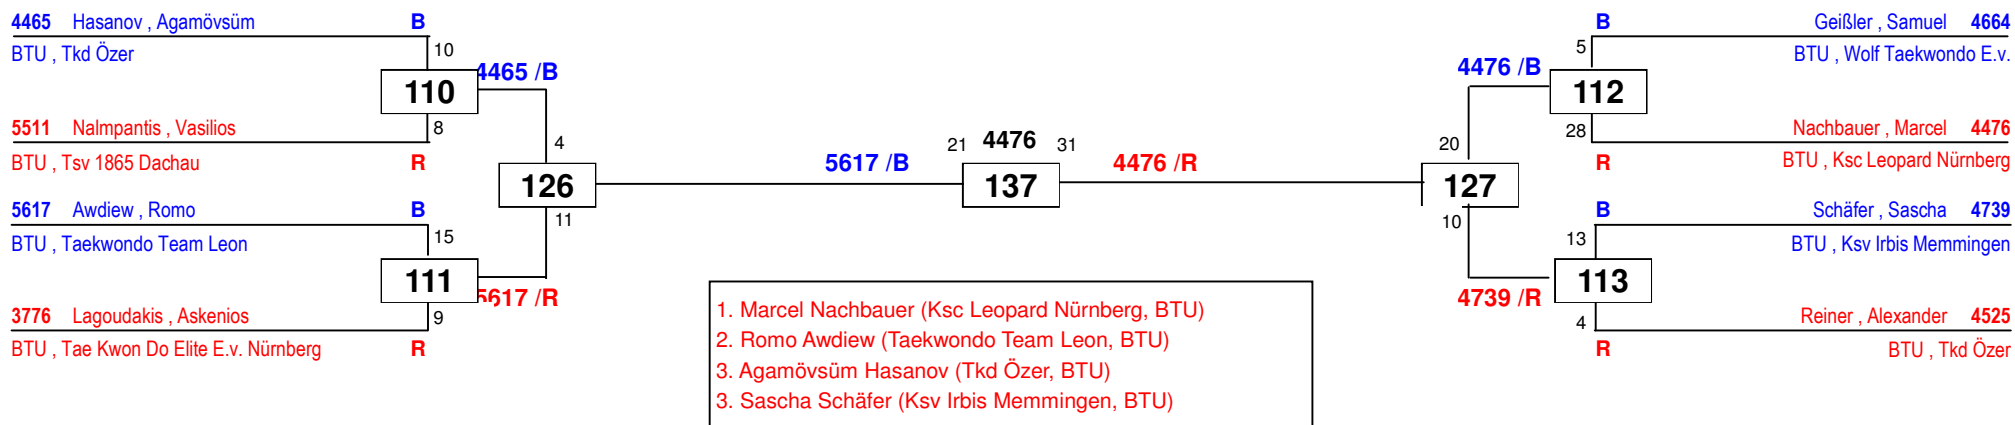 4465 Hasanov , Agamövsüm B
BTU , Tkd Özer
10
4465 /B
110
8
5511 Nalmpantis , Vasilios
BTU , Tsv 1865 Dachau R
4
126
11
5617 Awdiew , Romo B
BTU , Taekwondo Team Leon
15
111
5617 /R
9
3776 Lagoudakis , Askenios
BTU , Tae Kwon Do Elite E.v. Nürnberg R
5617 /B
21 4476 31
137
4476 /R
B Geißler , Samuel 4664
5
BTU , Wolf Taekwondo E.v.
4476 /B
112
28
Nachbauer , Marcel 4476
R BTU , Ksc Leopard Nürnberg
20
127
10
B Schäfer , Sascha 4739
13
BTU , Ksv Irbis Memmingen
113
4739 /R
4
Reiner , Alexander 4525
R BTU , Tkd Özer
1. Marcel Nachbauer (Ksc Leopard Nürnberg, BTU)
2. Romo Awdiew (Taekwondo Team Leon, BTU)
3. Agamövsüm Hasanov (Tkd Özer, BTU)
3. Sascha Schäfer (Ksv Irbis Memmingen, BTU)